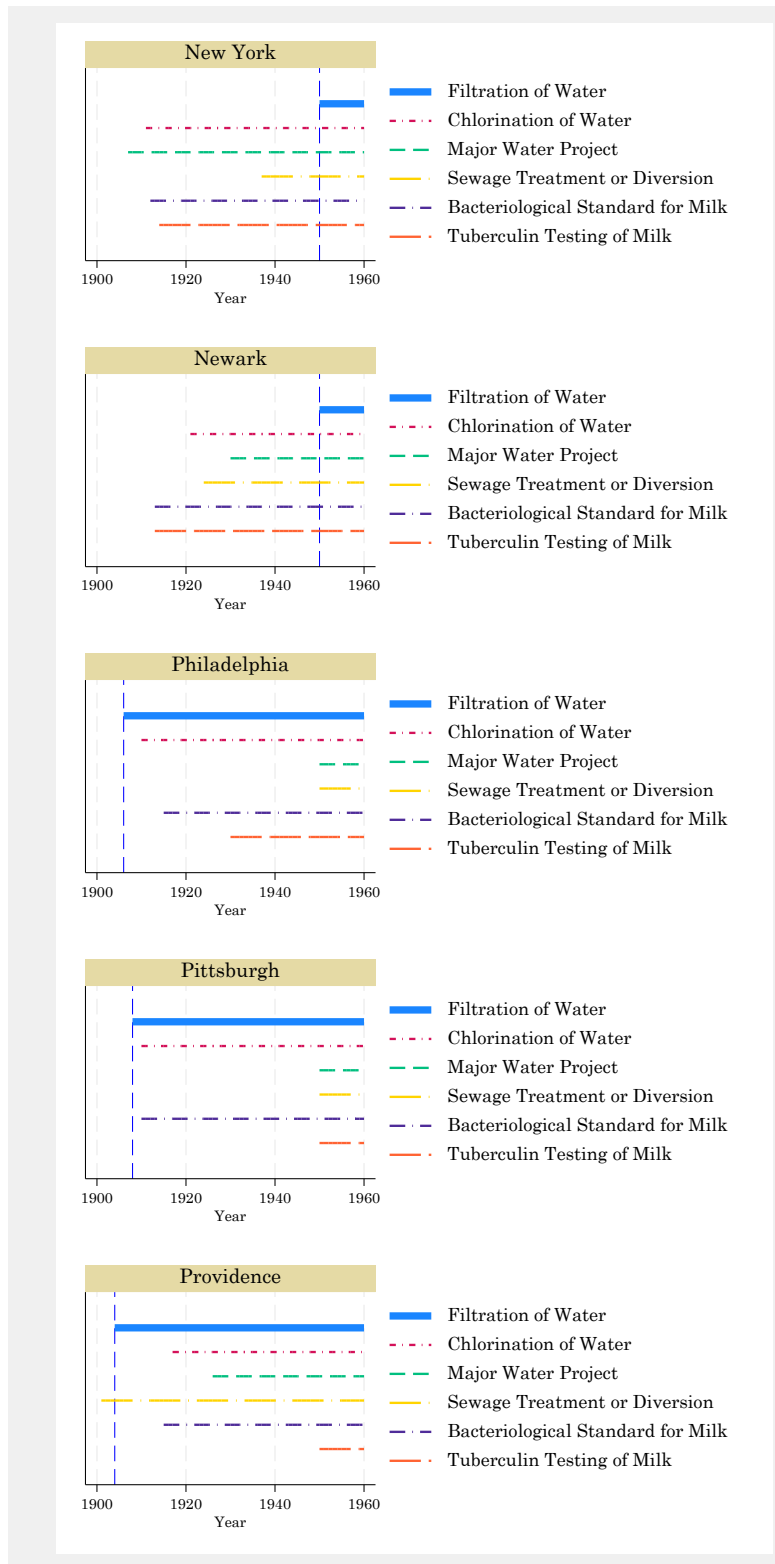 New York
Filtration of Water
Chlorination of Water
Major Water Project
Sewage Treatment or Diversion
Bacteriological Standard for Milk
Tuberculin Testing of Milk
1900 1920 1940 1960
Year
Newark
Filtration of Water
Chlorination of Water
Major Water Project
Sewage Treatment or Diversion
Bacteriological Standard for Milk
Tuberculin Testing of Milk
1900 1920 1940 1960
Year
Philadelphia
Filtration of Water
Chlorination of Water
Major Water Project
Sewage Treatment or Diversion
Bacteriological Standard for Milk
Tuberculin Testing of Milk
1900 1920 1940 1960
Year
Pittsburgh
Filtration of Water
Chlorination of Water
Major Water Project
Sewage Treatment or Diversion
Bacteriological Standard for Milk
Tuberculin Testing of Milk
1900 1920 1940 1960
Year
Providence
Filtration of Water
Chlorination of Water
Major Water Project
Sewage Treatment or Diversion
Bacteriological Standard for Milk
Tuberculin Testing of Milk
1900 1920 1940 1960
Year